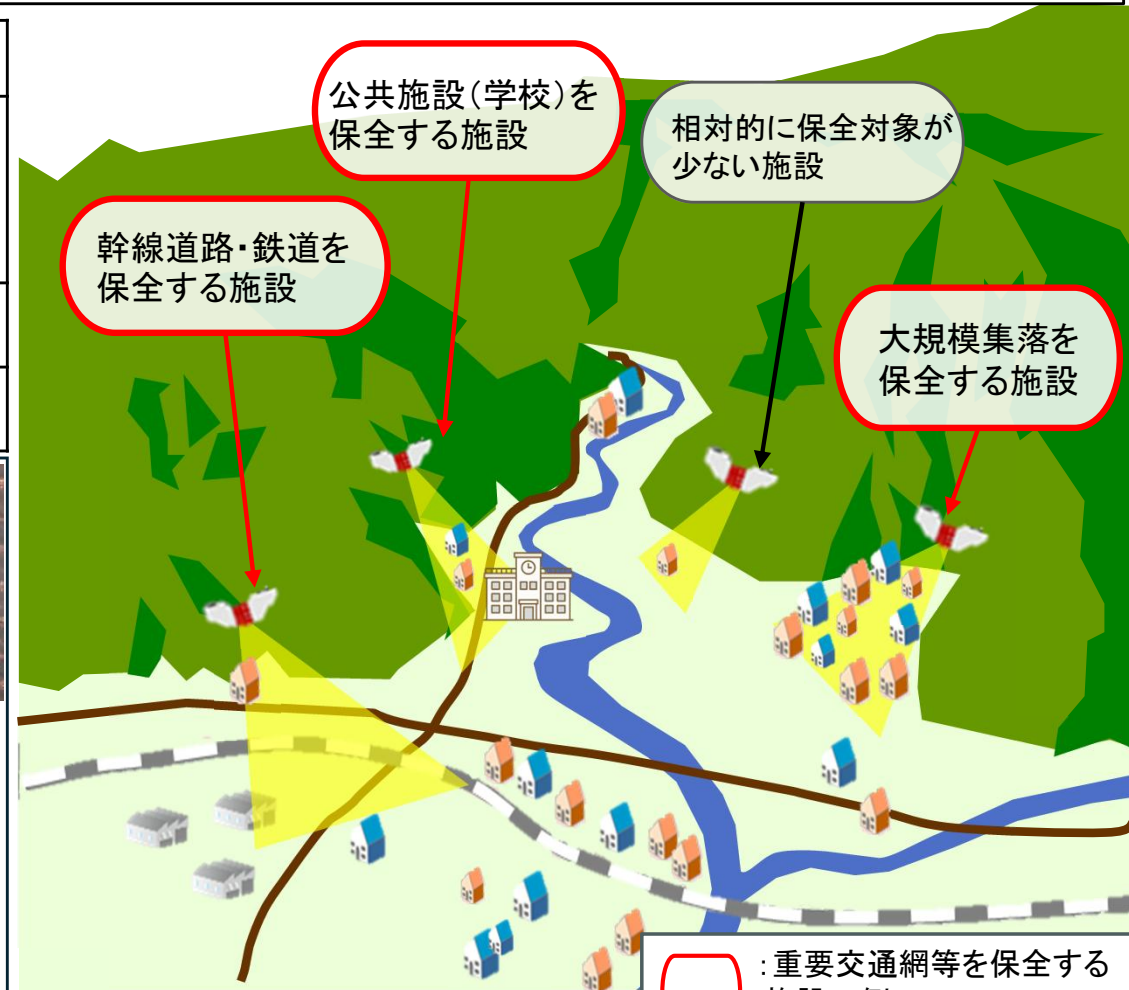 公共施設(学校)を
保全する施設
相対的に保全対象が
少ない施設
幹線道路・鉄道を
保全する施設
大規模集落を
保全する施設
:重要交通網等を保全する